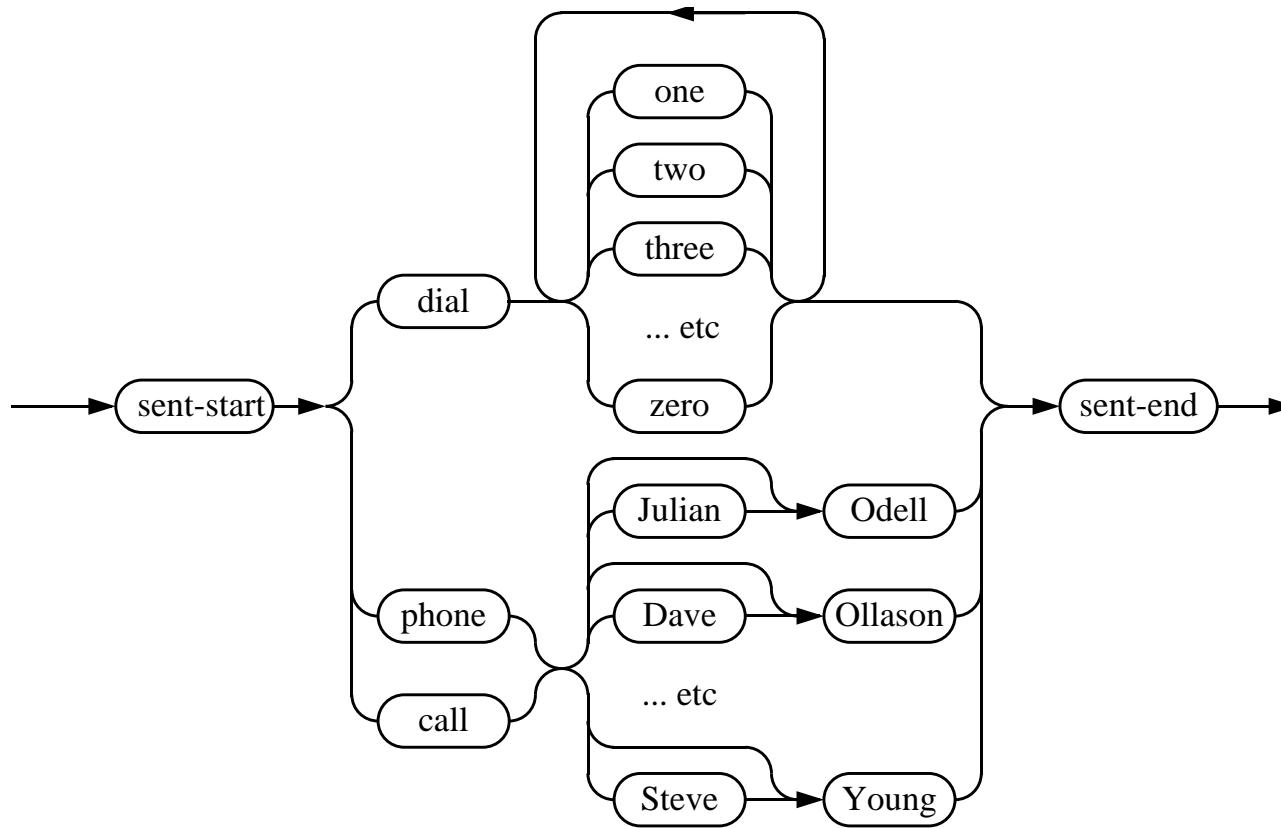 one
two
three
dial
... etc
sent-start
zero
sent-end
Julian
Odell
phone
Dave
Ollason
... etc
call
Steve
Young